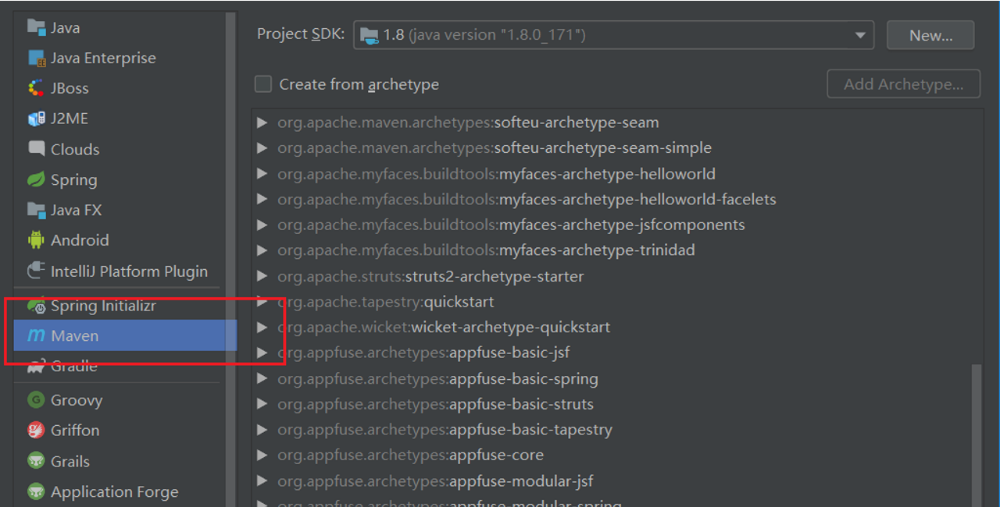 Java
Java Enterprise
JBoss
J2ME
Clouds
Spring
Java FX
Android
IntelliJ Platform Plugin
Spring Initializr
Maven
Gradle
Groovy
Griffon
Grails
Application Forge
Project SDK: 1.8 (java version "1.8.0_171") New...
Create from archetype Add Archetype...
org.apache.maven.archetypes:softeu-archetype-seam
org.apache.maven.archetypes:softeu-archetype-seam-simple
org.apache.myfaces.buildtools:myfaces-archetype-helloworld
org.apache.myfaces.buildtools:myfaces-archetype-helloworld-facelets
org.apache.myfaces.buildtools:myfaces-archetype-jsfcomponents
org.apache.myfaces.buildtools:myfaces-archetype-trinidad
org.apache.struts:struts2-archetype-starter
org.apache.tapestry:quickstart
org.apache.wicket:wicket-archetype-quickstart
org.appfuse.archetypes:appfuse-basic-jsf
org.appfuse.archetypes:appfuse-basic-spring
org.appfuse.archetypes:appfuse-basic-struts
org.appfuse.archetypes:appfuse-basic-tapestry
org.appfuse.archetypes:appfuse-core
org.appfuse.archetypes:appfuse-modular-jsf
org.appfuse.archetypes:appfuse-modular-spring